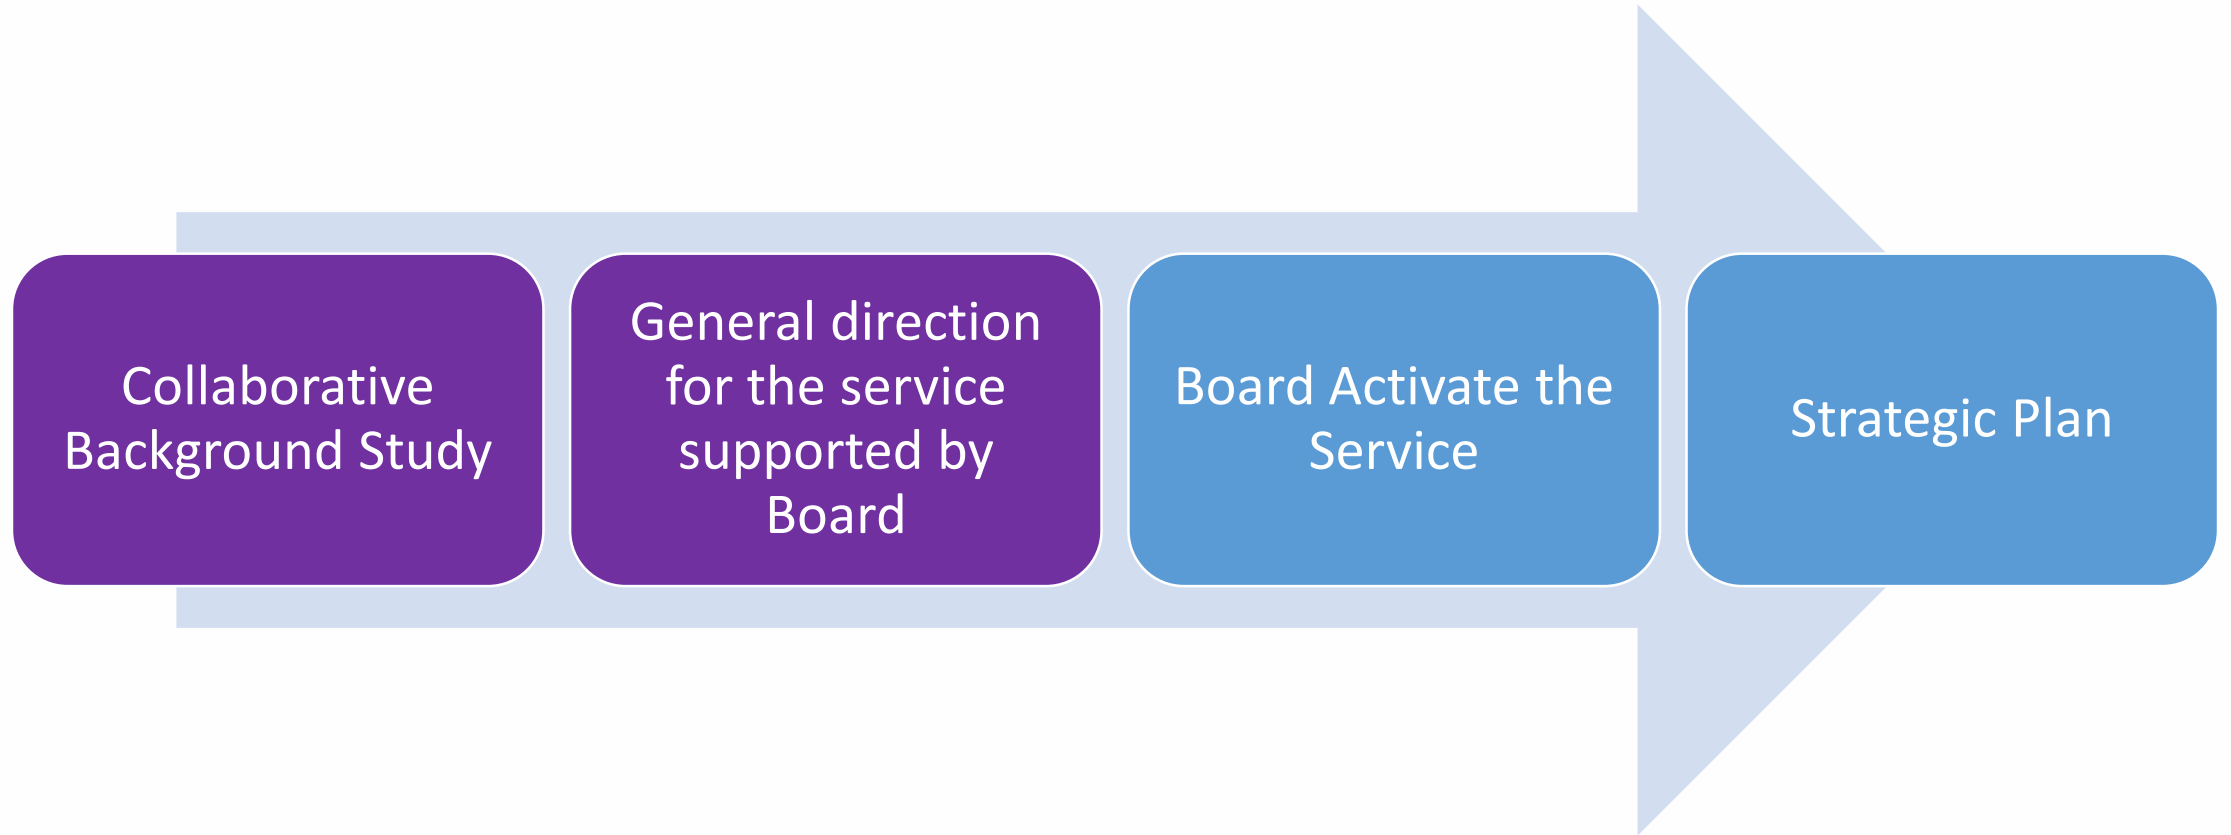 Collaborative
Background Study
General direction
for the service
supported by
Board
Board Activate the
Service
Strategic Plan